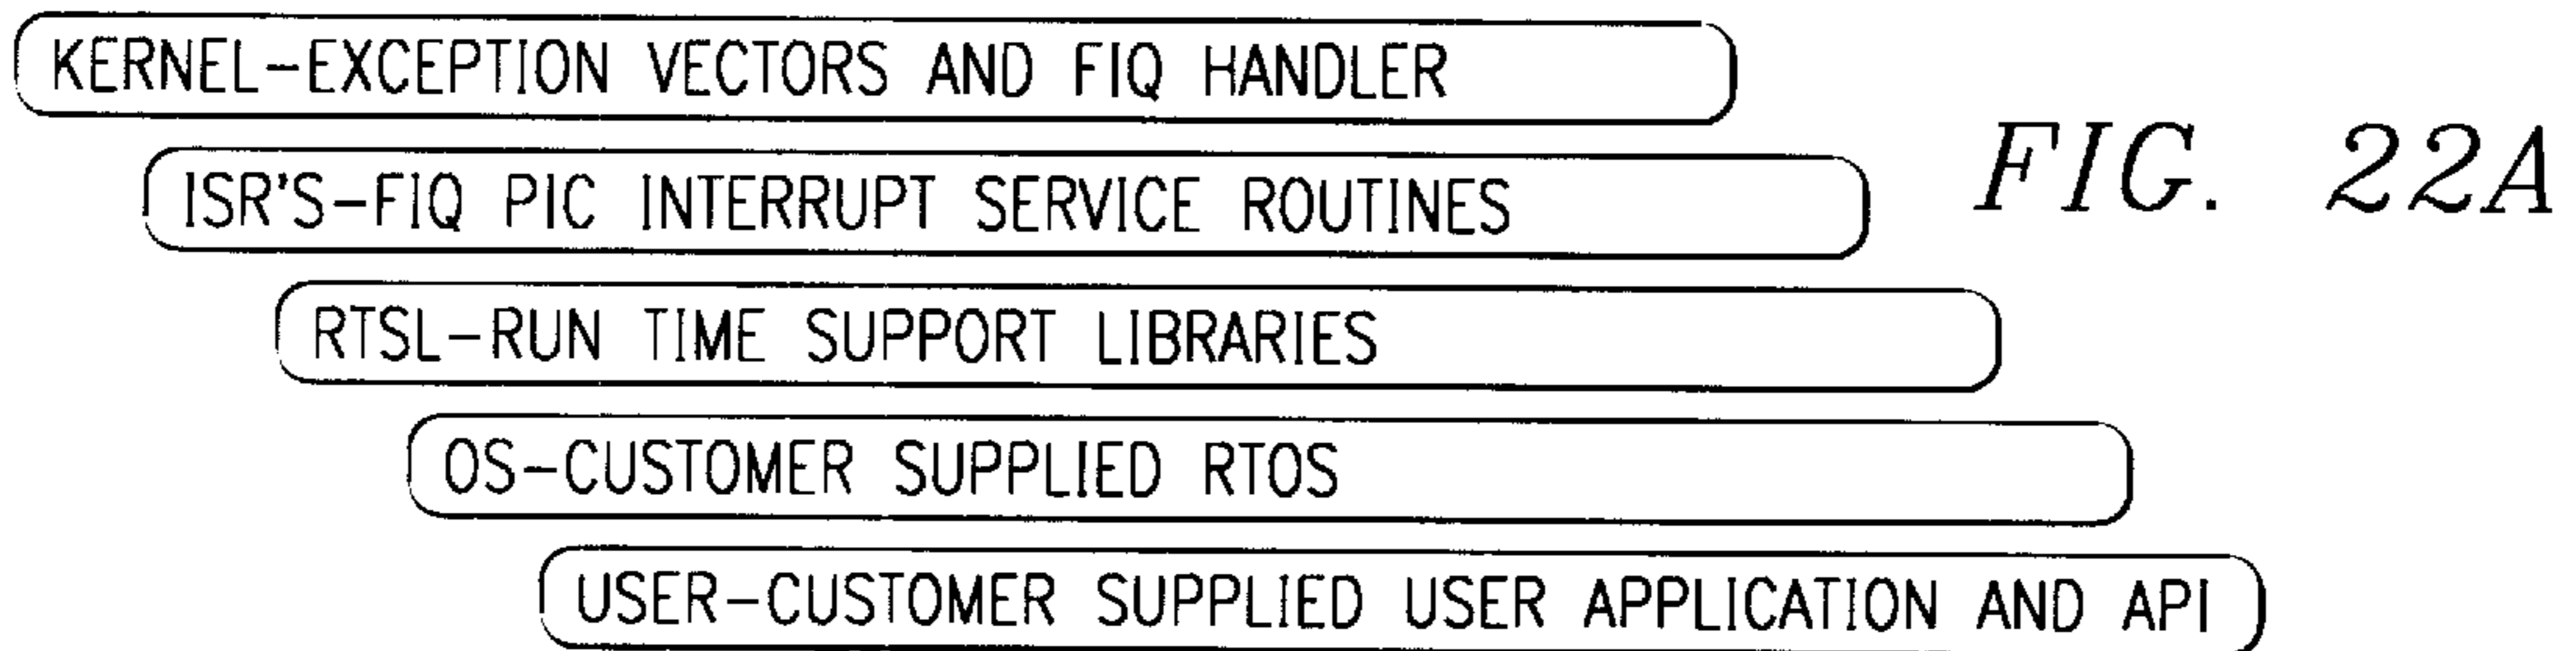 KERNEL-EXCEPTION VECTORS AND FIQ HANDLER
ISR'S-FIQ PIC INTERRUPT SERVICE ROUTINES
FIG. 22A
RTSL-RUN TIME SUPPORT LIBRARIES
OS-CUSTOMER SUPPLIED RTOS
USER-CUSTOMER SUPPLIED USER APPLICATION AND API